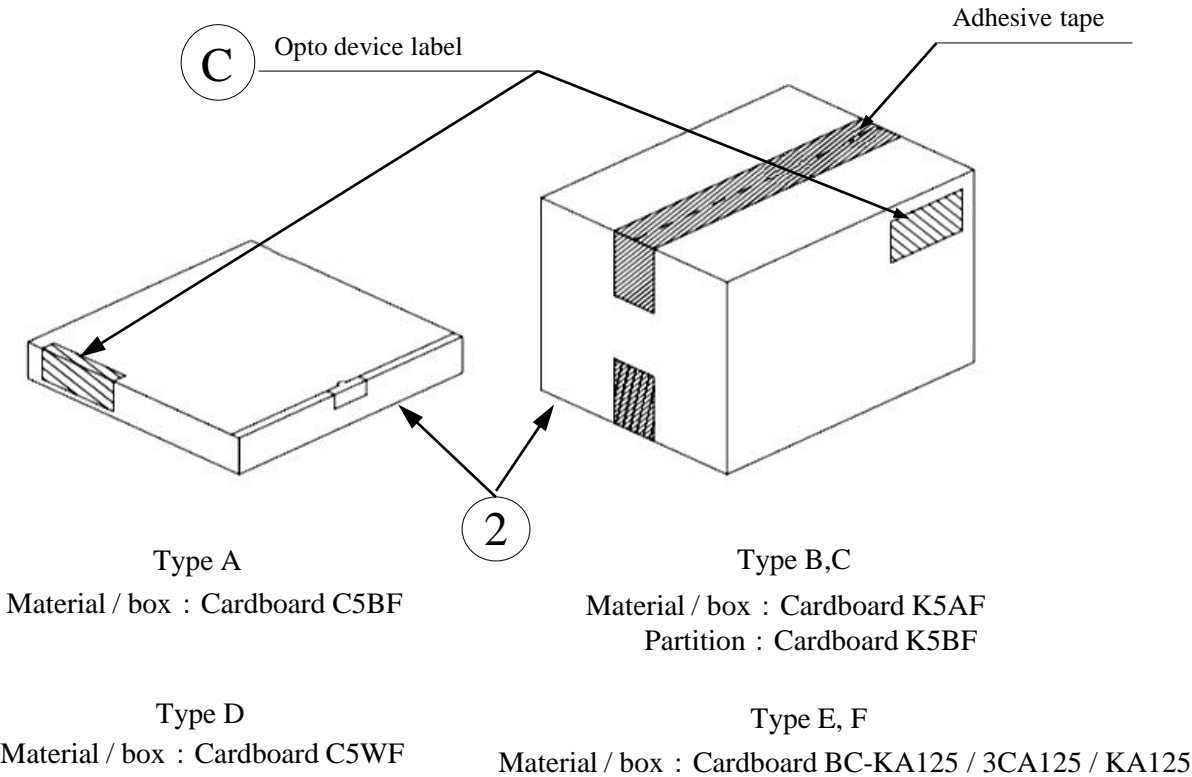 Adhesive tape
C
Opto device label
2
Type A
Material / box：Cardboard C5BF
Type B,C
Material / box：Cardboard K5AF
Partition：Cardboard K5BF
Type D
Material / box：Cardboard C5WF
Type E, F
Material / box：Cardboard BC-KA125 / 3CA125 / KA125